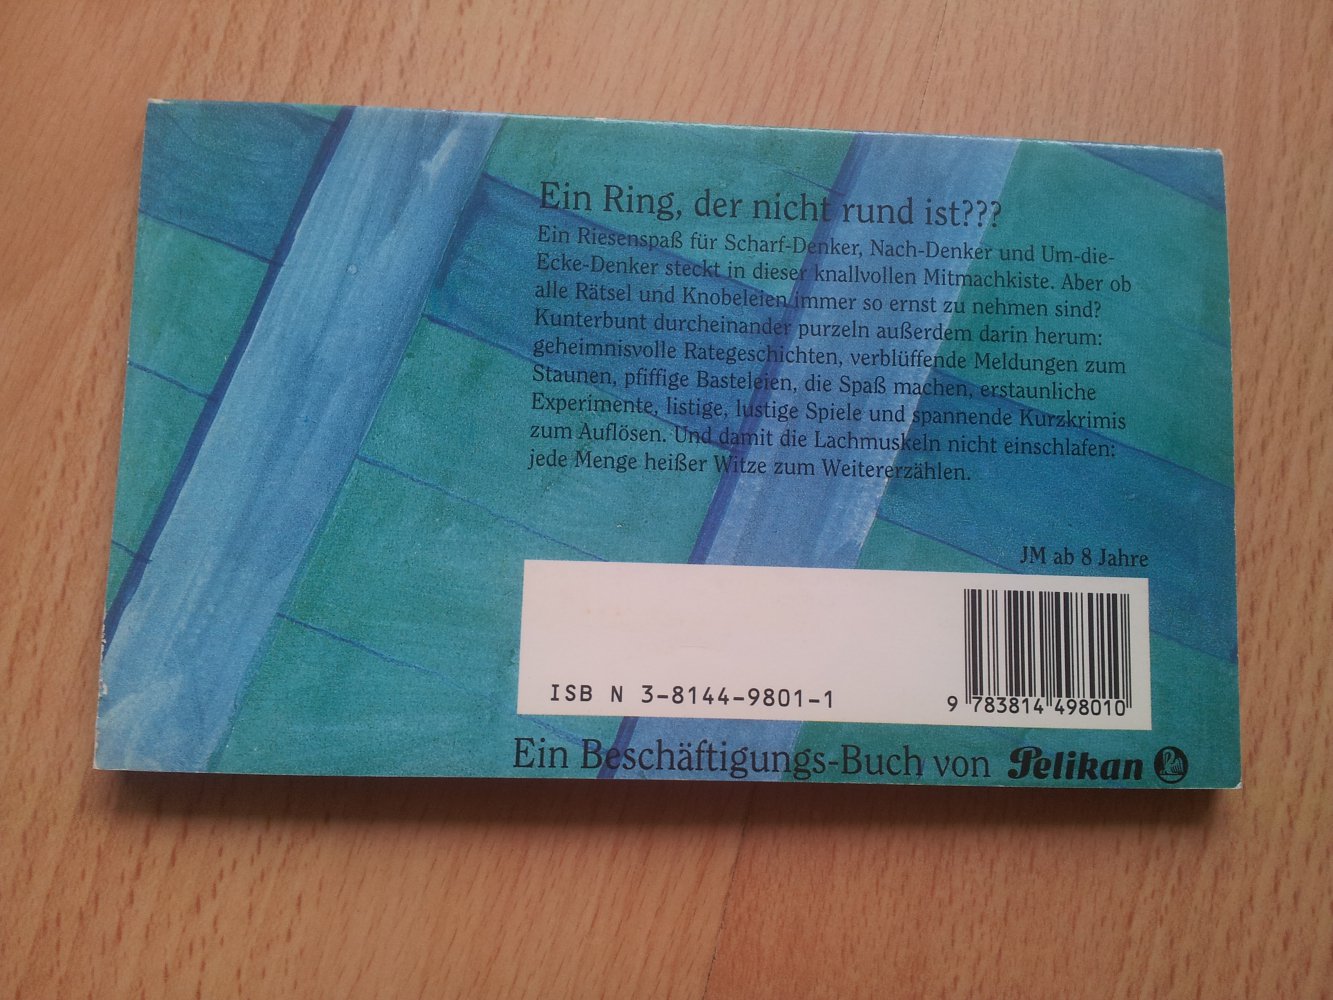 Ein Ring, der nicht rund ist???
Ein Riesenspaß für Scharf-Denker, Nach-Denker und Um-die-
Ecke-Denker steckt in dieser knallvollen Mitmachkiste. Aber ob
alle Rätsel und Knobeleien immer so ernst zu nehmen sind?
Kunterbunt durcheinander purzeln außerdem darin herum:
geheimnisvolle Rategeschichten, verblüffende Meldungen zum
Staunen, pfiffige Basteleien, die Spaß machen, erstaunliche
Experimente, listige, lustige Spiele und spannende Kurzkrimis
zum Auflösen. Und damit die Lachmuskeln nicht einschlafen:
jede Menge heißer Witze zum Weitererzählen.
JM ab 8 Jahre
ISB N 3-8144-9801-1
9 783814 498010
Ein Beschäftigungs-Buch von Pelikan